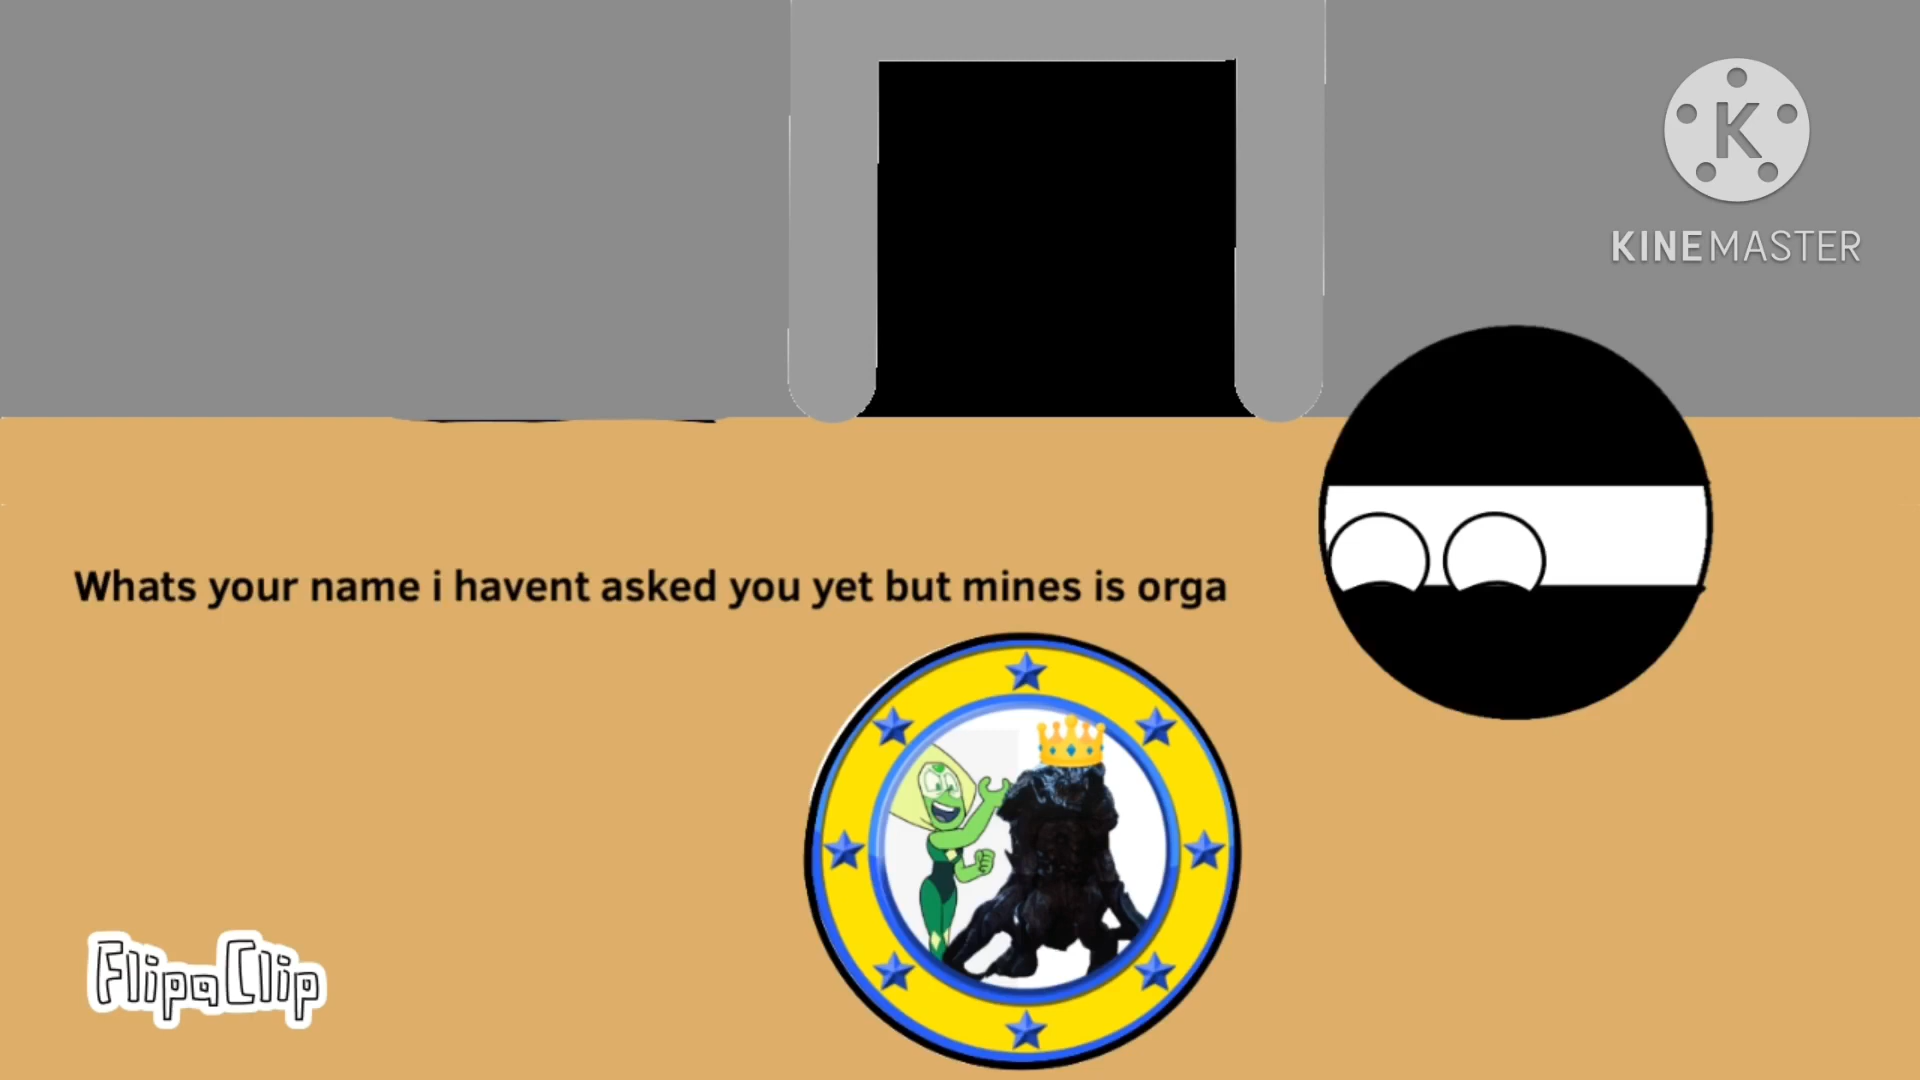 K
KINEMASTER
Whats your name i havent asked you yet but mines is orga
FlipaClip